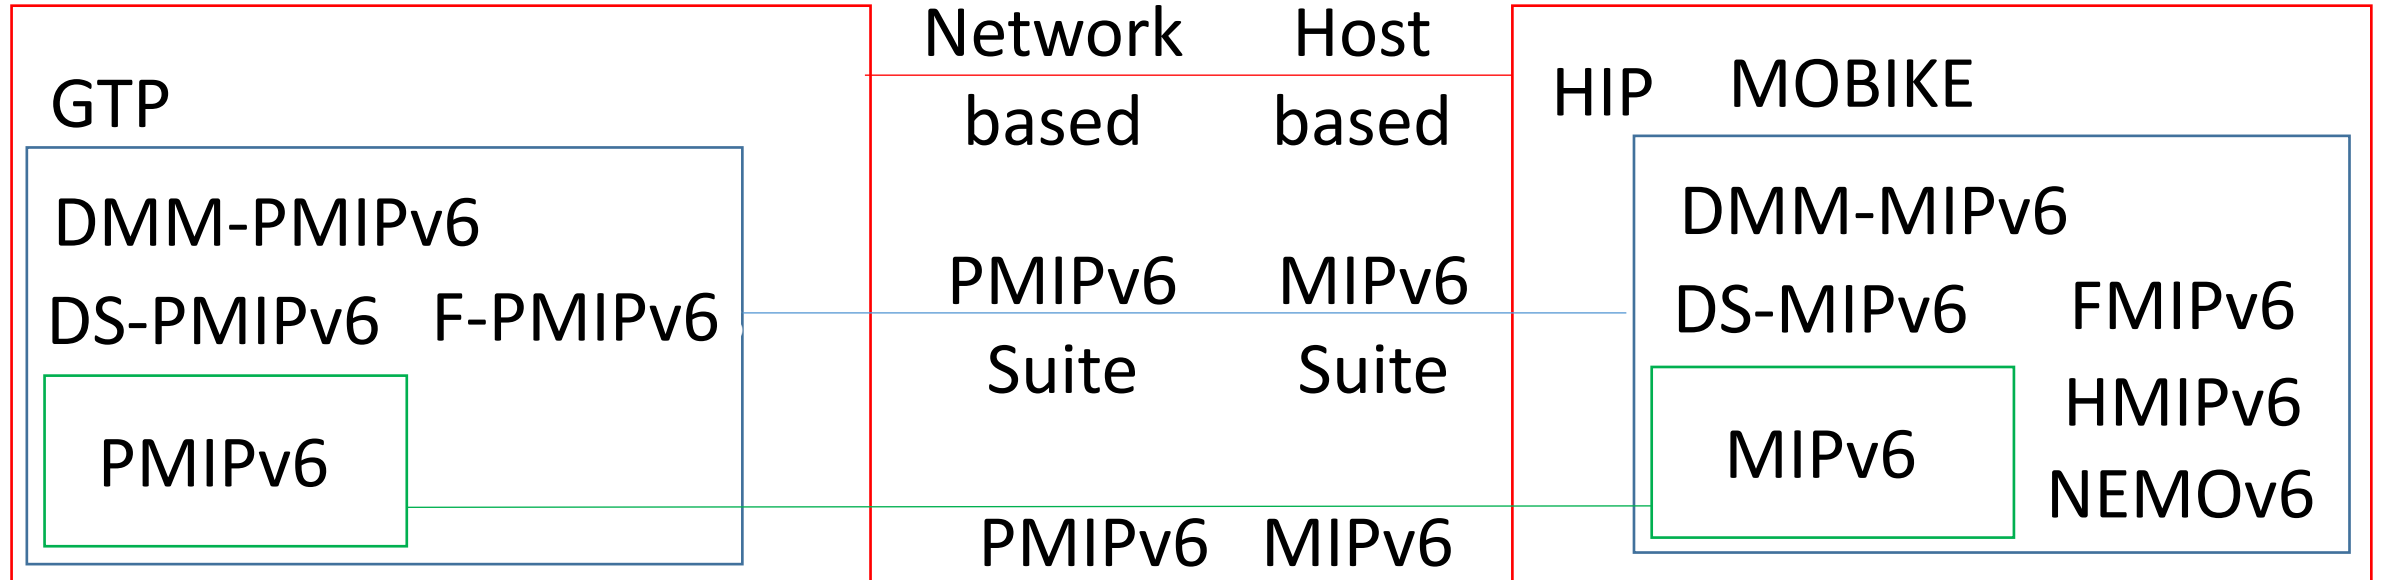 GTP
DMM-PMIPv6
DS-PMIPv6 F-PMIPv6
PMIPv6
Network Host
based based
PMIPv6 MIPv6
Suite Suite
PMIPv6 MIPv6
HIP MOBIKE
DMM-MIPv6
DS-MIPv6 FMIPv6
HMIPv6
MIPv6
NEMOv6